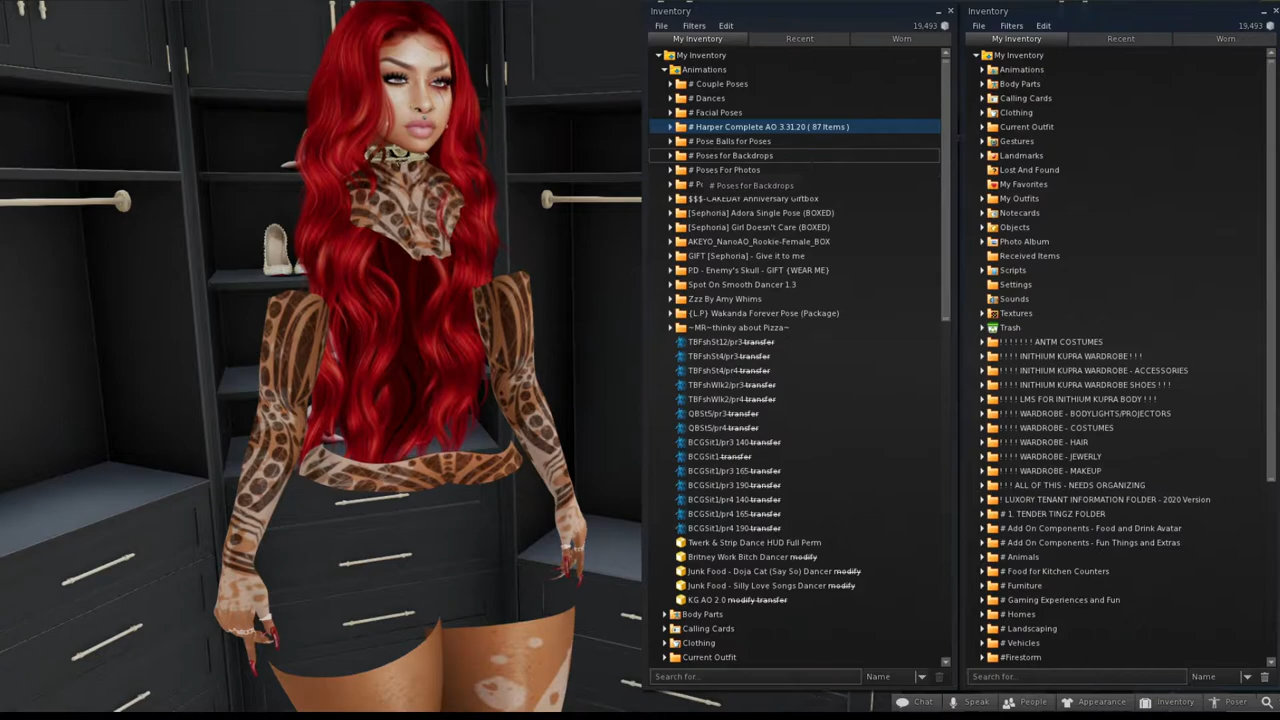 Inventory
File Filters Edit 19,493
My Inventory Recent Worn
My Inventory
Animations
# Couple Poses
# Dances
# Facial Poses
# Harper Complete AO 3.31.20 ( 87 Items )
# Pose Balls for Poses
# Poses for Backdrops
# Poses For Photos
# Po
# Poses for Backdrops
$$$-CAKEDAY Anniversary Giftbox
[Sephoria] Adora Single Pose (BOXED)
[Sephoria] Girl Doesn't Care (BOXED)
AKEYO_NanoAO_Rookie-Female_BOX
GIFT [Sephoria] - Give it to me
P.D - Enemy's Skull - GIFT {WEAR ME}
Spot On Smooth Dancer 1.3
Zzz By Amy Whims
{L.P} Wakanda Forever Pose (Package)
~MR~thinky about Pizza~
TBFshSt12/pr3 transfer
TBFshSt4/pr3 transfer
TBFshSt4/pr4 transfer
TBFshWlk2/pr3 transfer
TBFshWlk2/pr4 transfer
QBSt5/pr3 transfer
QBSt5/pr4 transfer
BCGSit1/pr3 140 transfer
BCGSit1 transfer
BCGSit1/pr3 165 transfer
BCGSit1/pr3 190 transfer
BCGSit1/pr4 140 transfer
BCGSit1/pr4 165 transfer
BCGSit1/pr4 190 transfer
Twerk & Strip Dance HUD Full Perm
Britney Work Bitch Dancer modify
Junk Food - Doja Cat (Say So) Dancer modify
Junk Food - Silly Love Songs Dancer modify
KG AO 2.0 modify transfer
Body Parts
Calling Cards
Clothing
Current Outfit
Search for... Name
Inventory
File Filters Edit 19,493
My Inventory Recent Worn
My Inventory
Animations
Body Parts
Calling Cards
Clothing
Current Outfit
Gestures
Landmarks
Lost And Found
My Favorites
My Outfits
Notecards
Objects
Photo Album
Received Items
Scripts
Settings
Sounds
Textures
Trash
! ! ! ! ! ! ! ANTM COSTUMES
! ! ! ! INITHIUM KUPRA WARDROBE ! ! !
! ! ! ! INITHIUM KUPRA WARDROBE - ACCESSORIES
! ! ! ! INITHIUM KUPRA WARDROBE SHOES ! ! !
! ! ! ! LMS FOR INITHIUM KUPRA BODY ! ! !
! ! ! ! WARDROBE - BODYLIGHTS/PROJECTORS
! ! ! ! WARDROBE - COSTUMES
! ! ! ! WARDROBE - HAIR
! ! ! ! WARDROBE - JEWERLY
! ! ! ! WARDROBE - MAKEUP
! ! ! ALL OF THIS - NEEDS ORGANIZING
! LUXORY TENANT INFORMATION FOLDER - 2020 Version
# 1. TENDER TINGZ FOLDER
# Add On Components - Food and Drink Avatar
# Add On Components - Fun Things and Extras
# Animals
# Food for Kitchen Counters
# Furniture
# Gaming Experiences and Fun
# Homes
# Landscaping
# Vehicles
#Firestorm
Search for... Name
Chat Speak People Appearance Inventory Poser